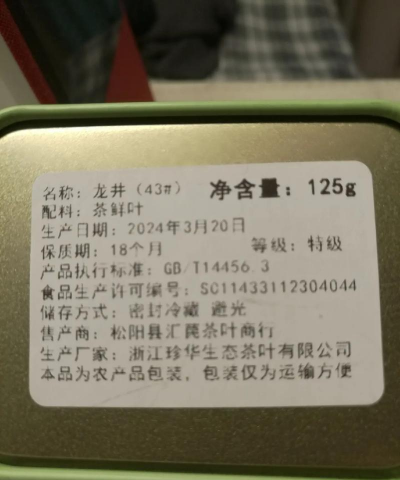 名称: 龙井（43#） 净含量: 125g
配料: 茶鲜叶
生产日期: 2024年3月20日
保质期: 18个月 等级: 特级
产品执行标准: GB/T14456.3
食品生产许可编号: SC11433112304044
储存方式: 密封冷藏 避光
售产商: 松阳县汇茛茶叶商行
生产厂家: 浙江珍华生态茶叶有限公司
本品为农产品包装, 包装仅为运输方便